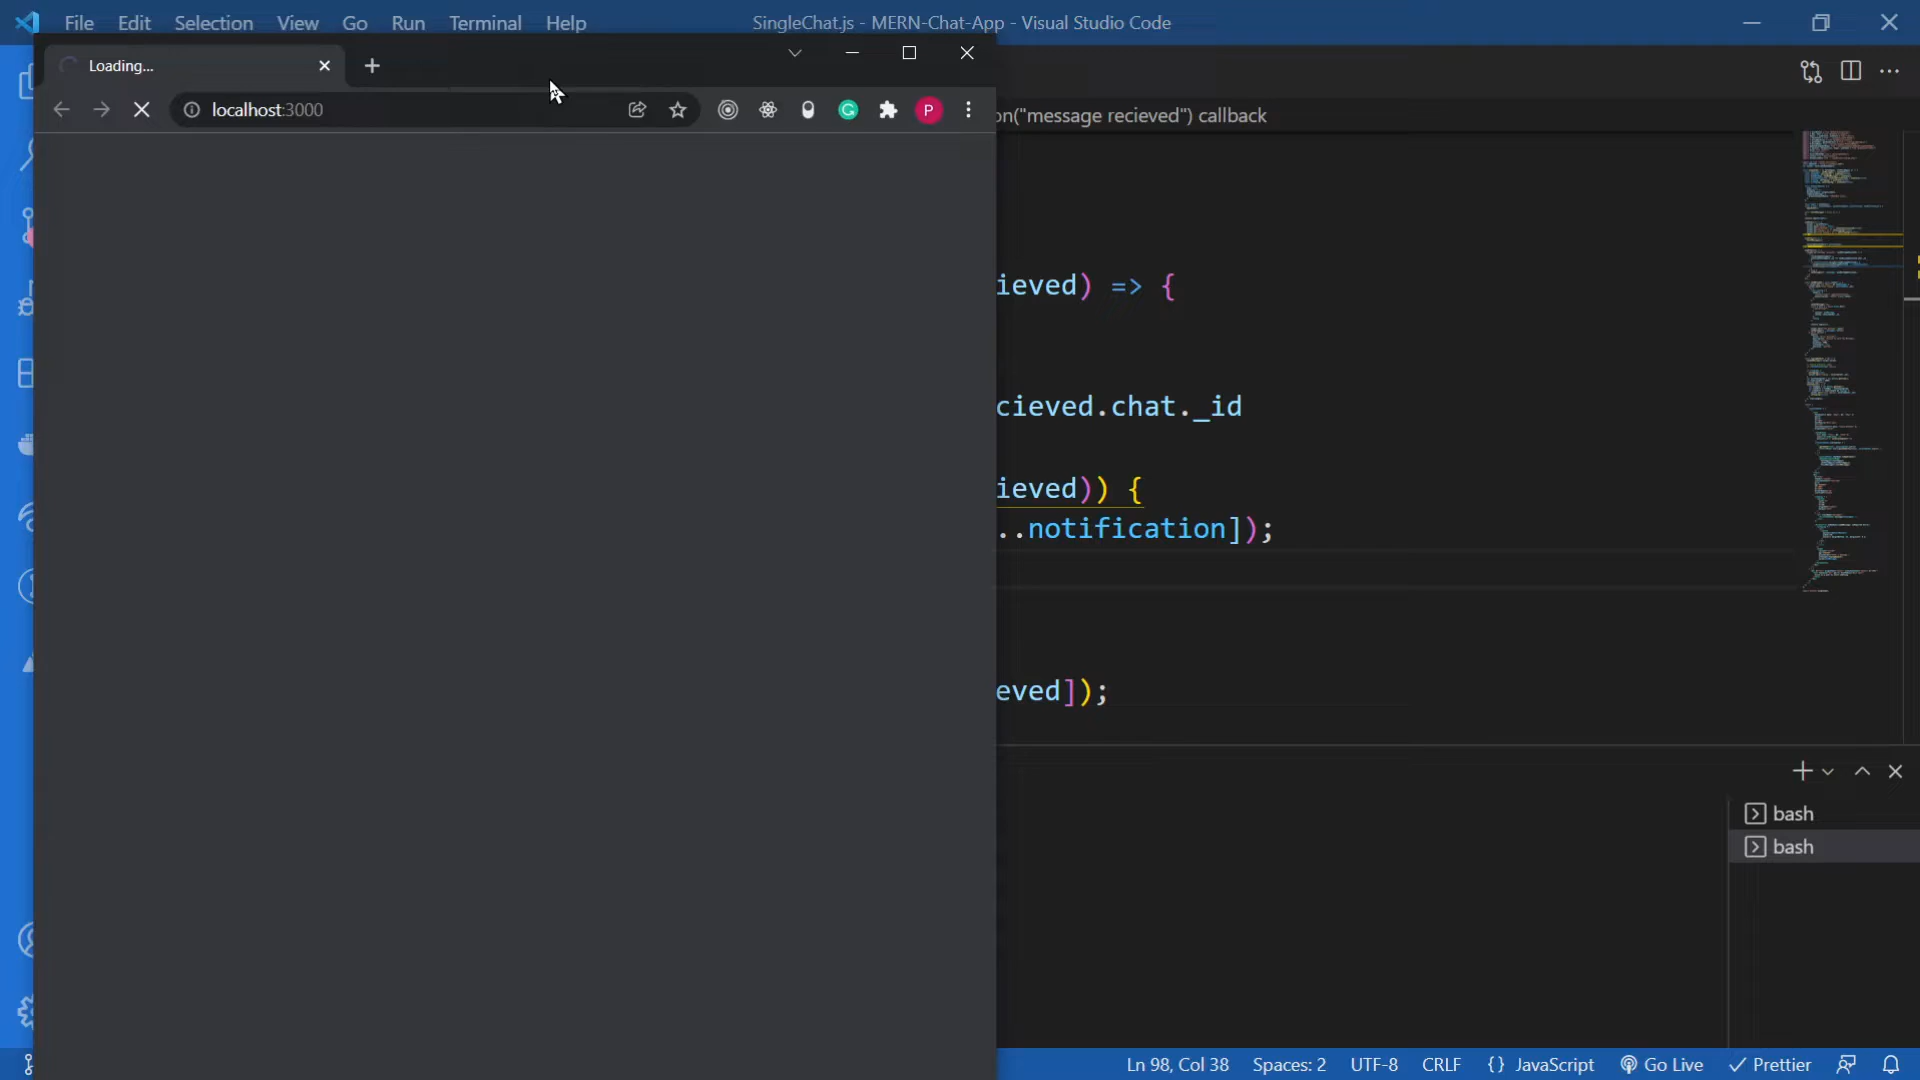 File Edit Selection View Go Run Terminal Help SingleChat.js - MERN-Chat-App - Visual Studio Code
Loading...
localhost:3000
P
on("message recieved") callback
ieved) => {
cieved.chat._id
ieved)) {
..notification]);
eved]);
bash
bash
Ln 98, Col 38 Spaces: 2 UTF-8 CRLF {} JavaScript Go Live Prettier